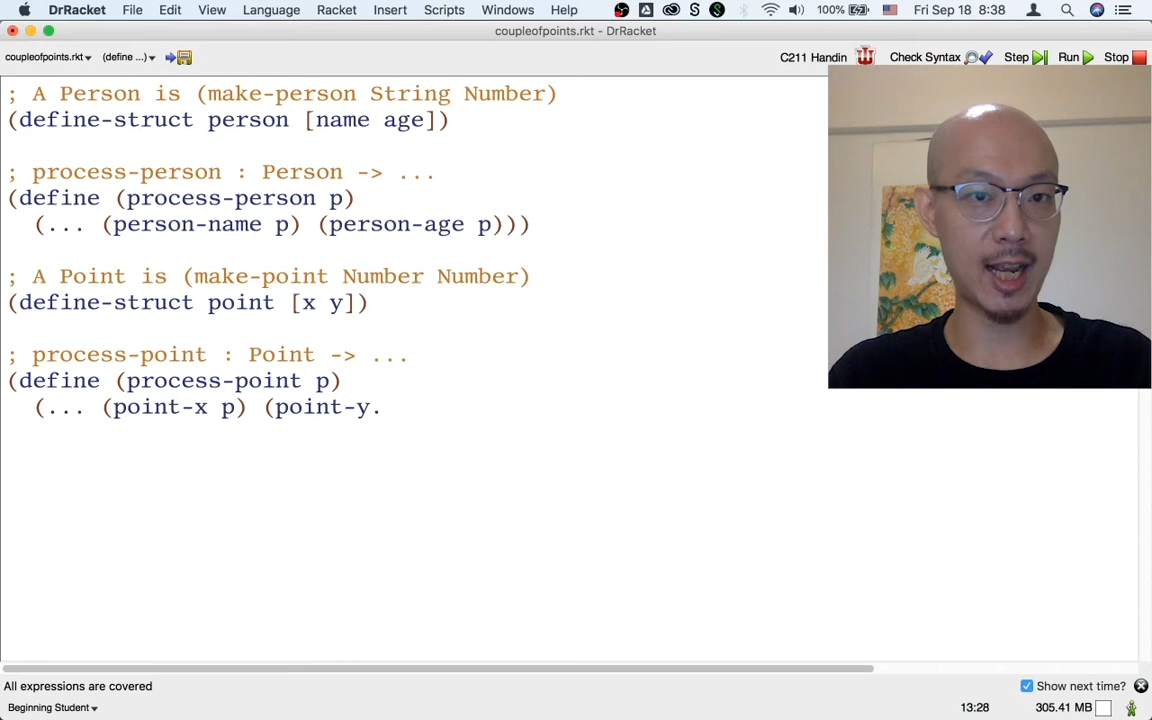 DrRacket File Edit View Language Racket Insert Scripts Windows Help 100% Fri Sep 18 8:38
coupleofpoints.rkt - DrRacket
coupleofpoints.rkt (define ...) C211 Handin Check Syntax Step Run Stop
; A Person is (make-person String Number)
(define-struct person [name age])
; process-person : Person -> ...
(define (process-person p)
(... (person-name p) (person-age p)))
; A Point is (make-point Number Number)
(define-struct point [x y])
; process-point : Point -> ...
(define (process-point p)
(... (point-x p) (point-y.
All expressions are covered Show next time?
Beginning Student 13:28 305.41 MB